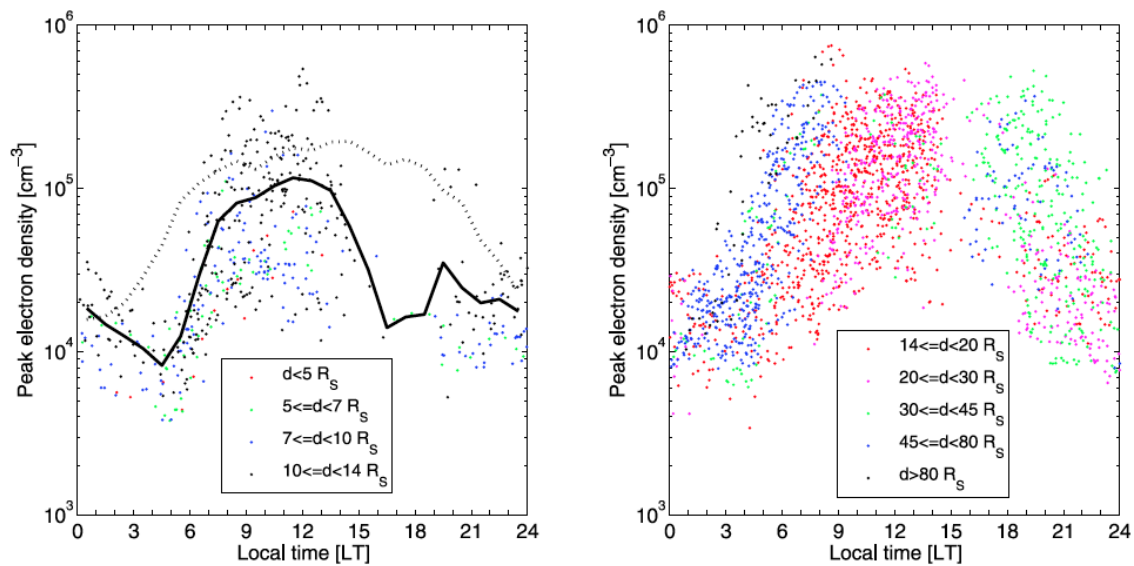 10^6
10^5
10^4
10^3
Peak electron density [cm^-3]
0 3 6 9 12 15 18 21 24
Local time [LT]
d<5 R_S
5<=d<7 R_S
7<=d<10 R_S
10<=d<14 R_S
10^6
10^5
10^4
10^3
Peak electron density [cm^-3]
0 3 6 9 12 15 18 21 24
Local time [LT]
14<=d<20 R_S
20<=d<30 R_S
30<=d<45 R_S
45<=d<80 R_S
d>80 R_S